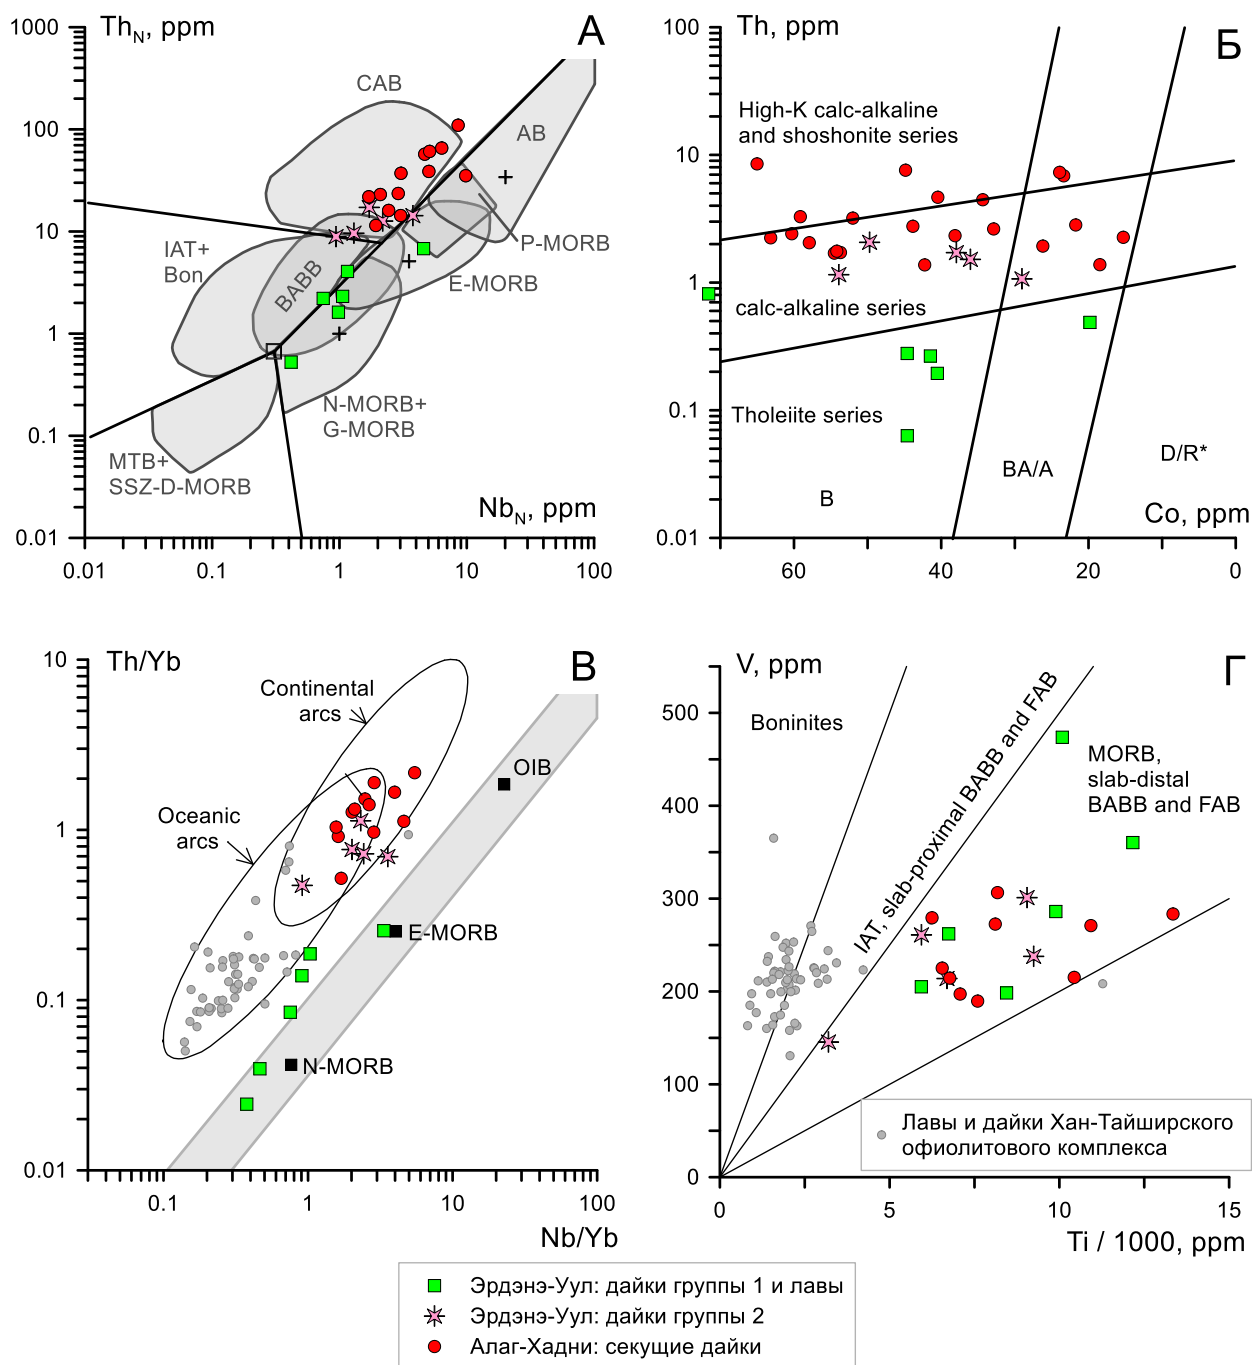 Th_N, ppm
А
1000
100
10
1
0.1
0.01
CAB
AB
P-MORB
E-MORB
IAT+
Bon
BABB
N-MORB+
G-MORB
MTB+
SSZ-D-MORB
Nb_N, ppm
0.01
0.1
1
10
100
Th, ppm
Б
100
10
1
0.1
0.01
High-K calc-alkaline
and shoshonite series
calc-alkaline series
Tholeiite series
B
BA/A
D/R*
Co, ppm
60
40
20
0
Th/Yb
В
10
1
0.1
0.01
Continental
arcs
Oceanic
arcs
OIB
E-MORB
N-MORB
0.1
1
10
100
Nb/Yb
V, ppm
Г
500
400
300
200
100
0
Boninites
IAT, slab-proximal BABB and FAB
MORB,
slab-distal
BABB and FAB
Лавы и дайки Хан-Тайширского
офиолитового комплекса
0
5
10
15
Ti / 1000, ppm
Эрдэнэ-Уул: дайки группы 1 и лавы
Эрдэнэ-Уул: дайки группы 2
Алаг-Хадни: секущие дайки